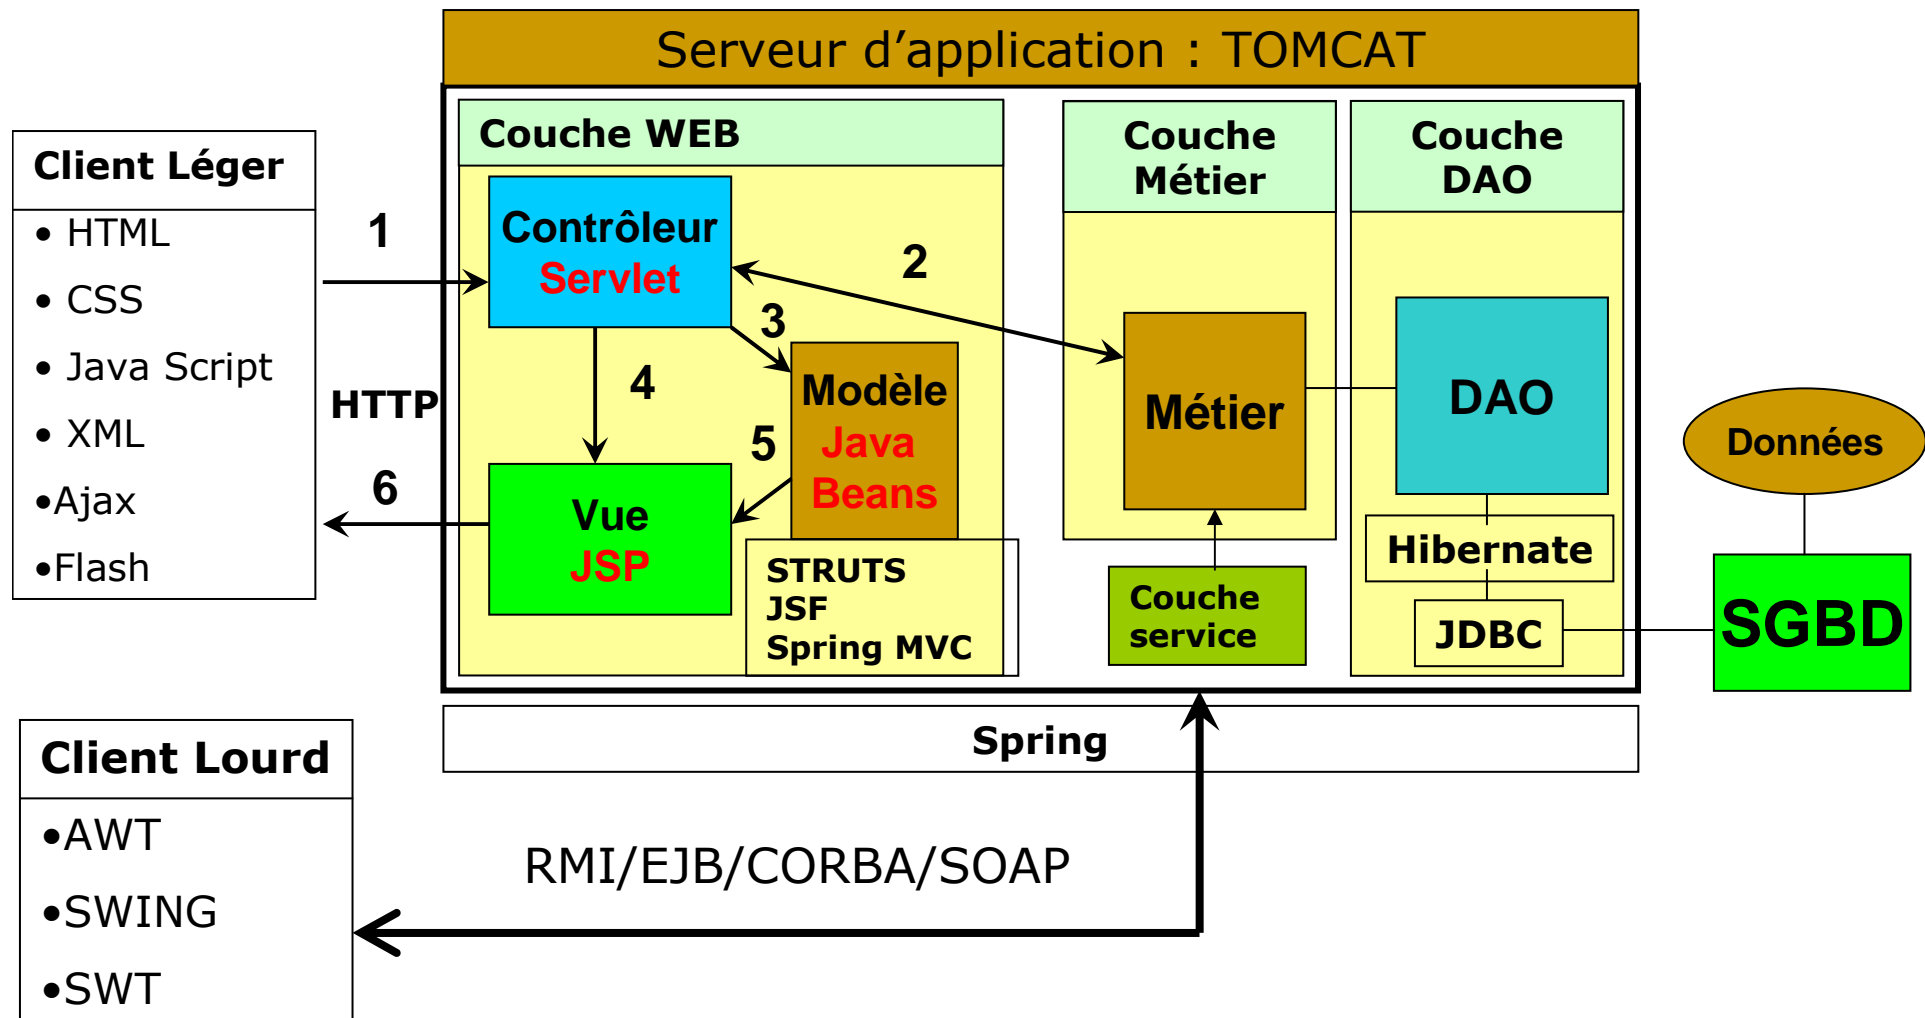 Serveur d’application : TOMCAT
Client Léger
• HTML
• CSS
• Java Script
• XML
•Ajax
•Flash
1
HTTP
6
Couche WEB
Contrôleur
Servlet
2
3
4
5
Modèle
Java
Beans
Vue
JSP
STRUTS
JSF
Spring MVC
Couche
Métier
Métier
Couche
service
Couche
DAO
DAO
Hibernate
JDBC
Données
SGBD
Spring
Client Lourd
•AWT
•SWING
•SWT
RMI/EJB/CORBA/SOAP